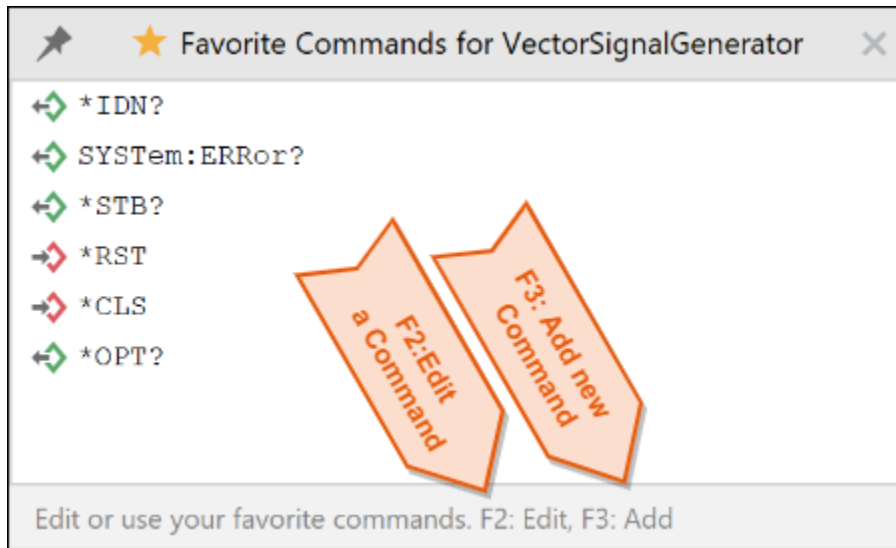 Favorite Commands for VectorSignalGenerator
*IDN?
SYSTem:ERRor?
*STB?
*RST
*CLS
*OPT?
F2:Edit
a Command
F3: Add new
Command
Edit or use your favorite commands. F2: Edit, F3: Add